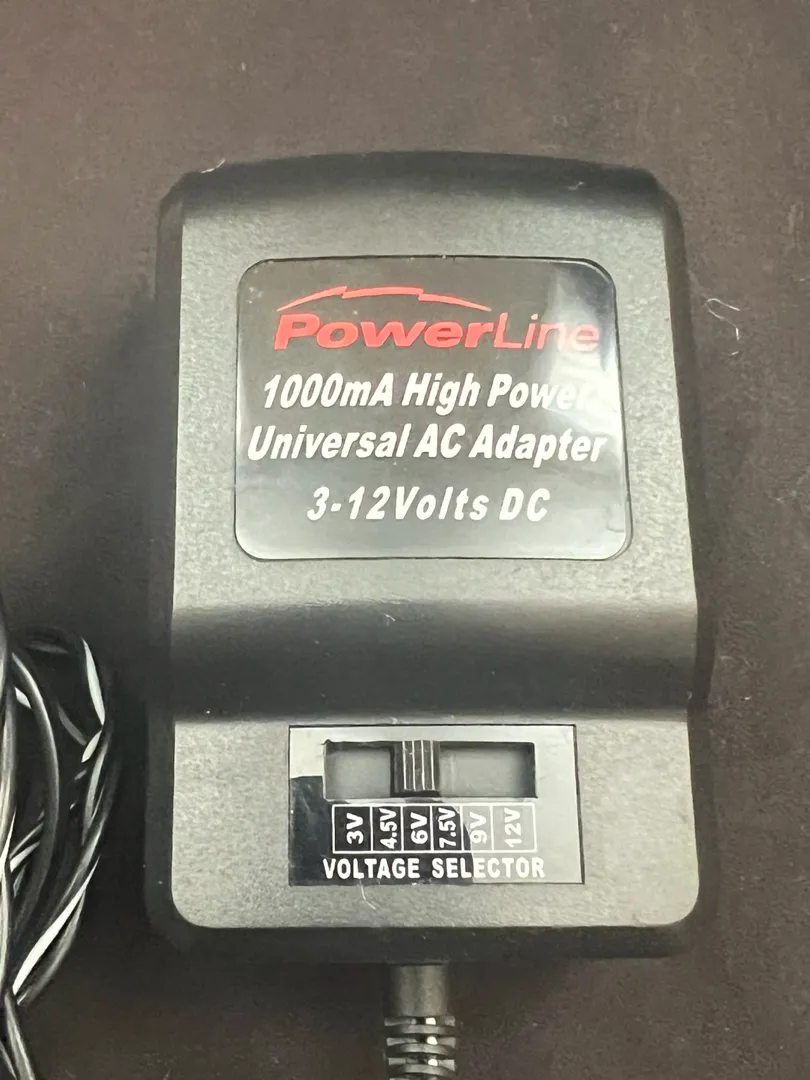 PowerLine
1000mA High Power
Universal AC Adapter
3-12Volts DC
3V 4.5V 6V 7.5V 9V 12V
VOLTAGE SELECTOR